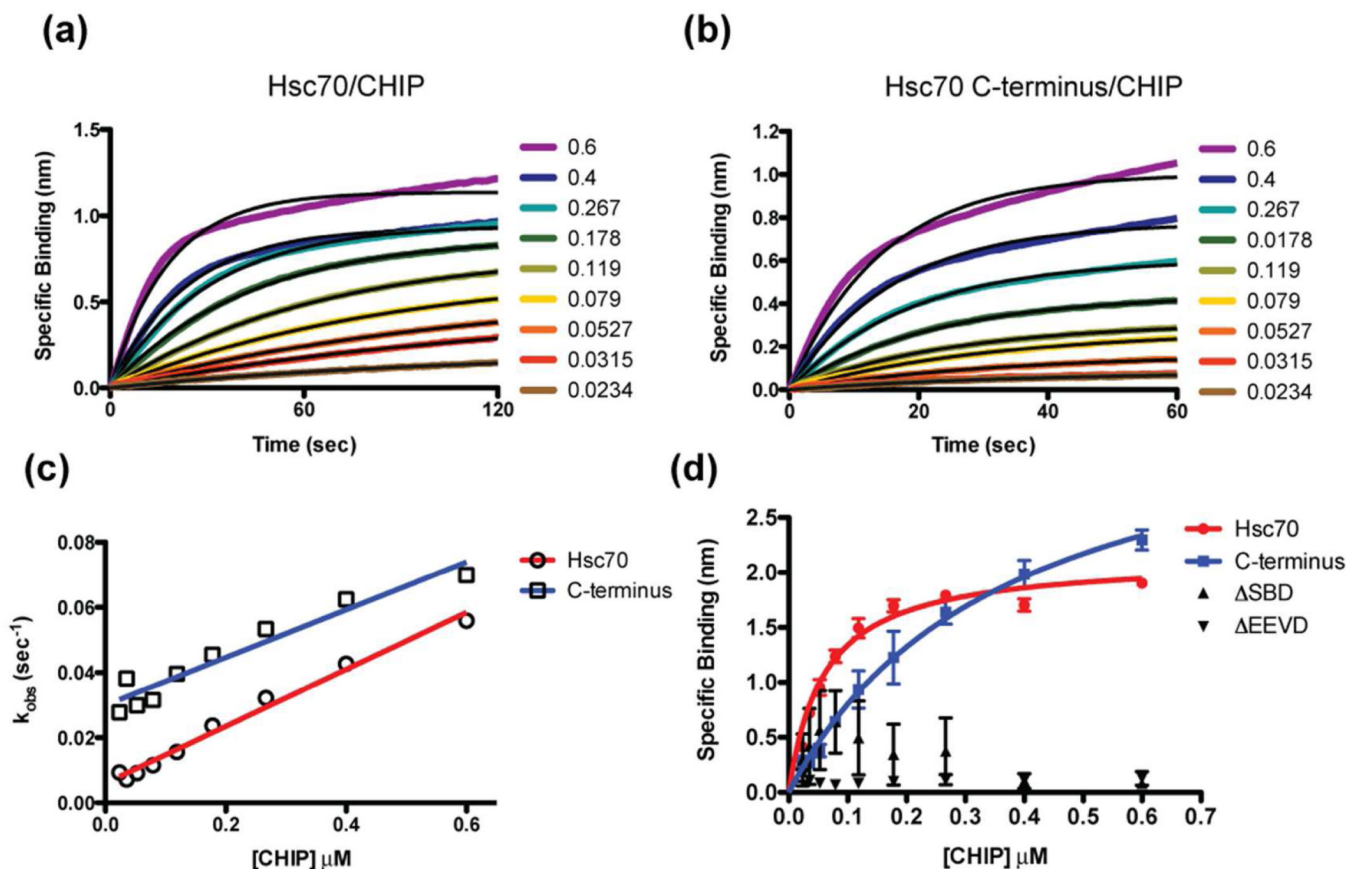 (a)
Hsc70/CHIP
Specific Binding (nm)
1.5
1.0
0.5
0.0
0
60
120
Time (sec)
0.6
0.4
0.267
0.178
0.119
0.079
0.0527
0.0315
0.0234
(b)
Hsc70 C-terminus/CHIP
Specific Binding (nm)
1.2
1.0
0.8
0.6
0.4
0.2
0.0
0
20
40
60
Time (sec)
0.6
0.4
0.267
0.0178
0.119
0.079
0.0527
0.0315
0.0234
(c)
k_obs (sec⁻¹)
0.08
0.06
0.04
0.02
0.00
0.0
0.2
0.4
0.6
[CHIP] μM
Hsc70
C-terminus
(d)
Specific Binding (nm)
2.5
2.0
1.5
1.0
0.5
0.0
0.0
0.1
0.2
0.3
0.4
0.5
0.6
0.7
[CHIP] μM
Hsc70
C-terminus
ΔSBD
ΔEEVD